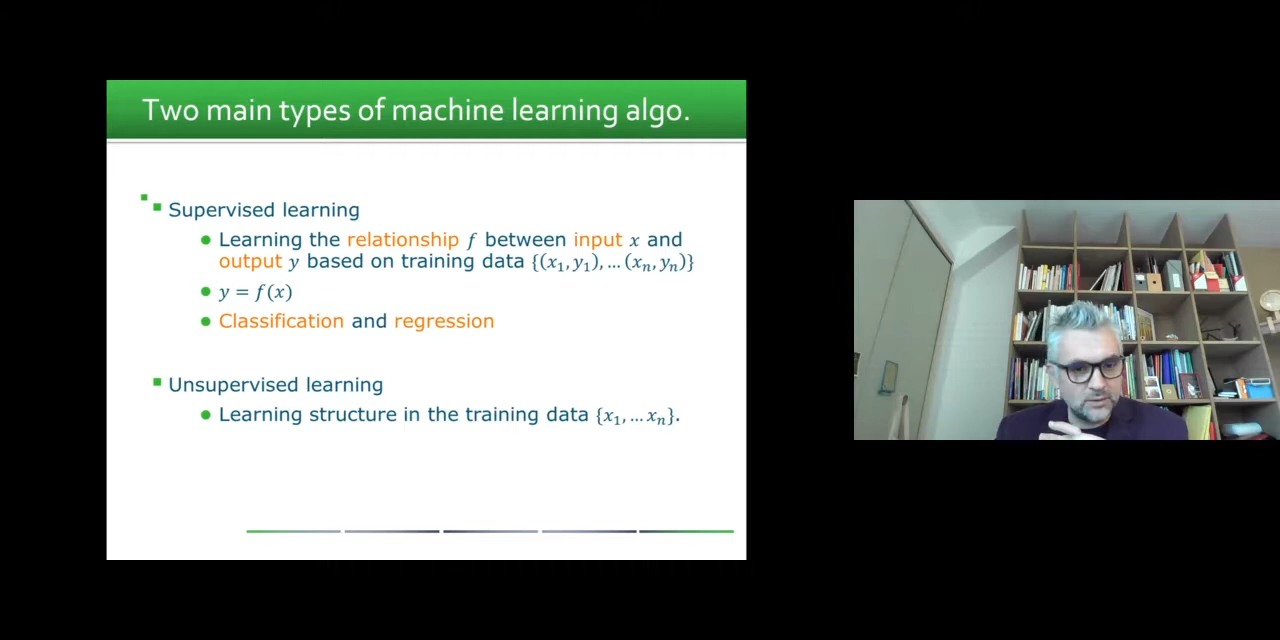 Two main types of machine learning algo.
Supervised learning
Learning the relationship f between input x and
output y based on training data {(x₁, y₁), … (xₙ, yₙ)}
y = f(x)
Classification and regression
Unsupervised learning
Learning structure in the training data {x₁, … xₙ}.